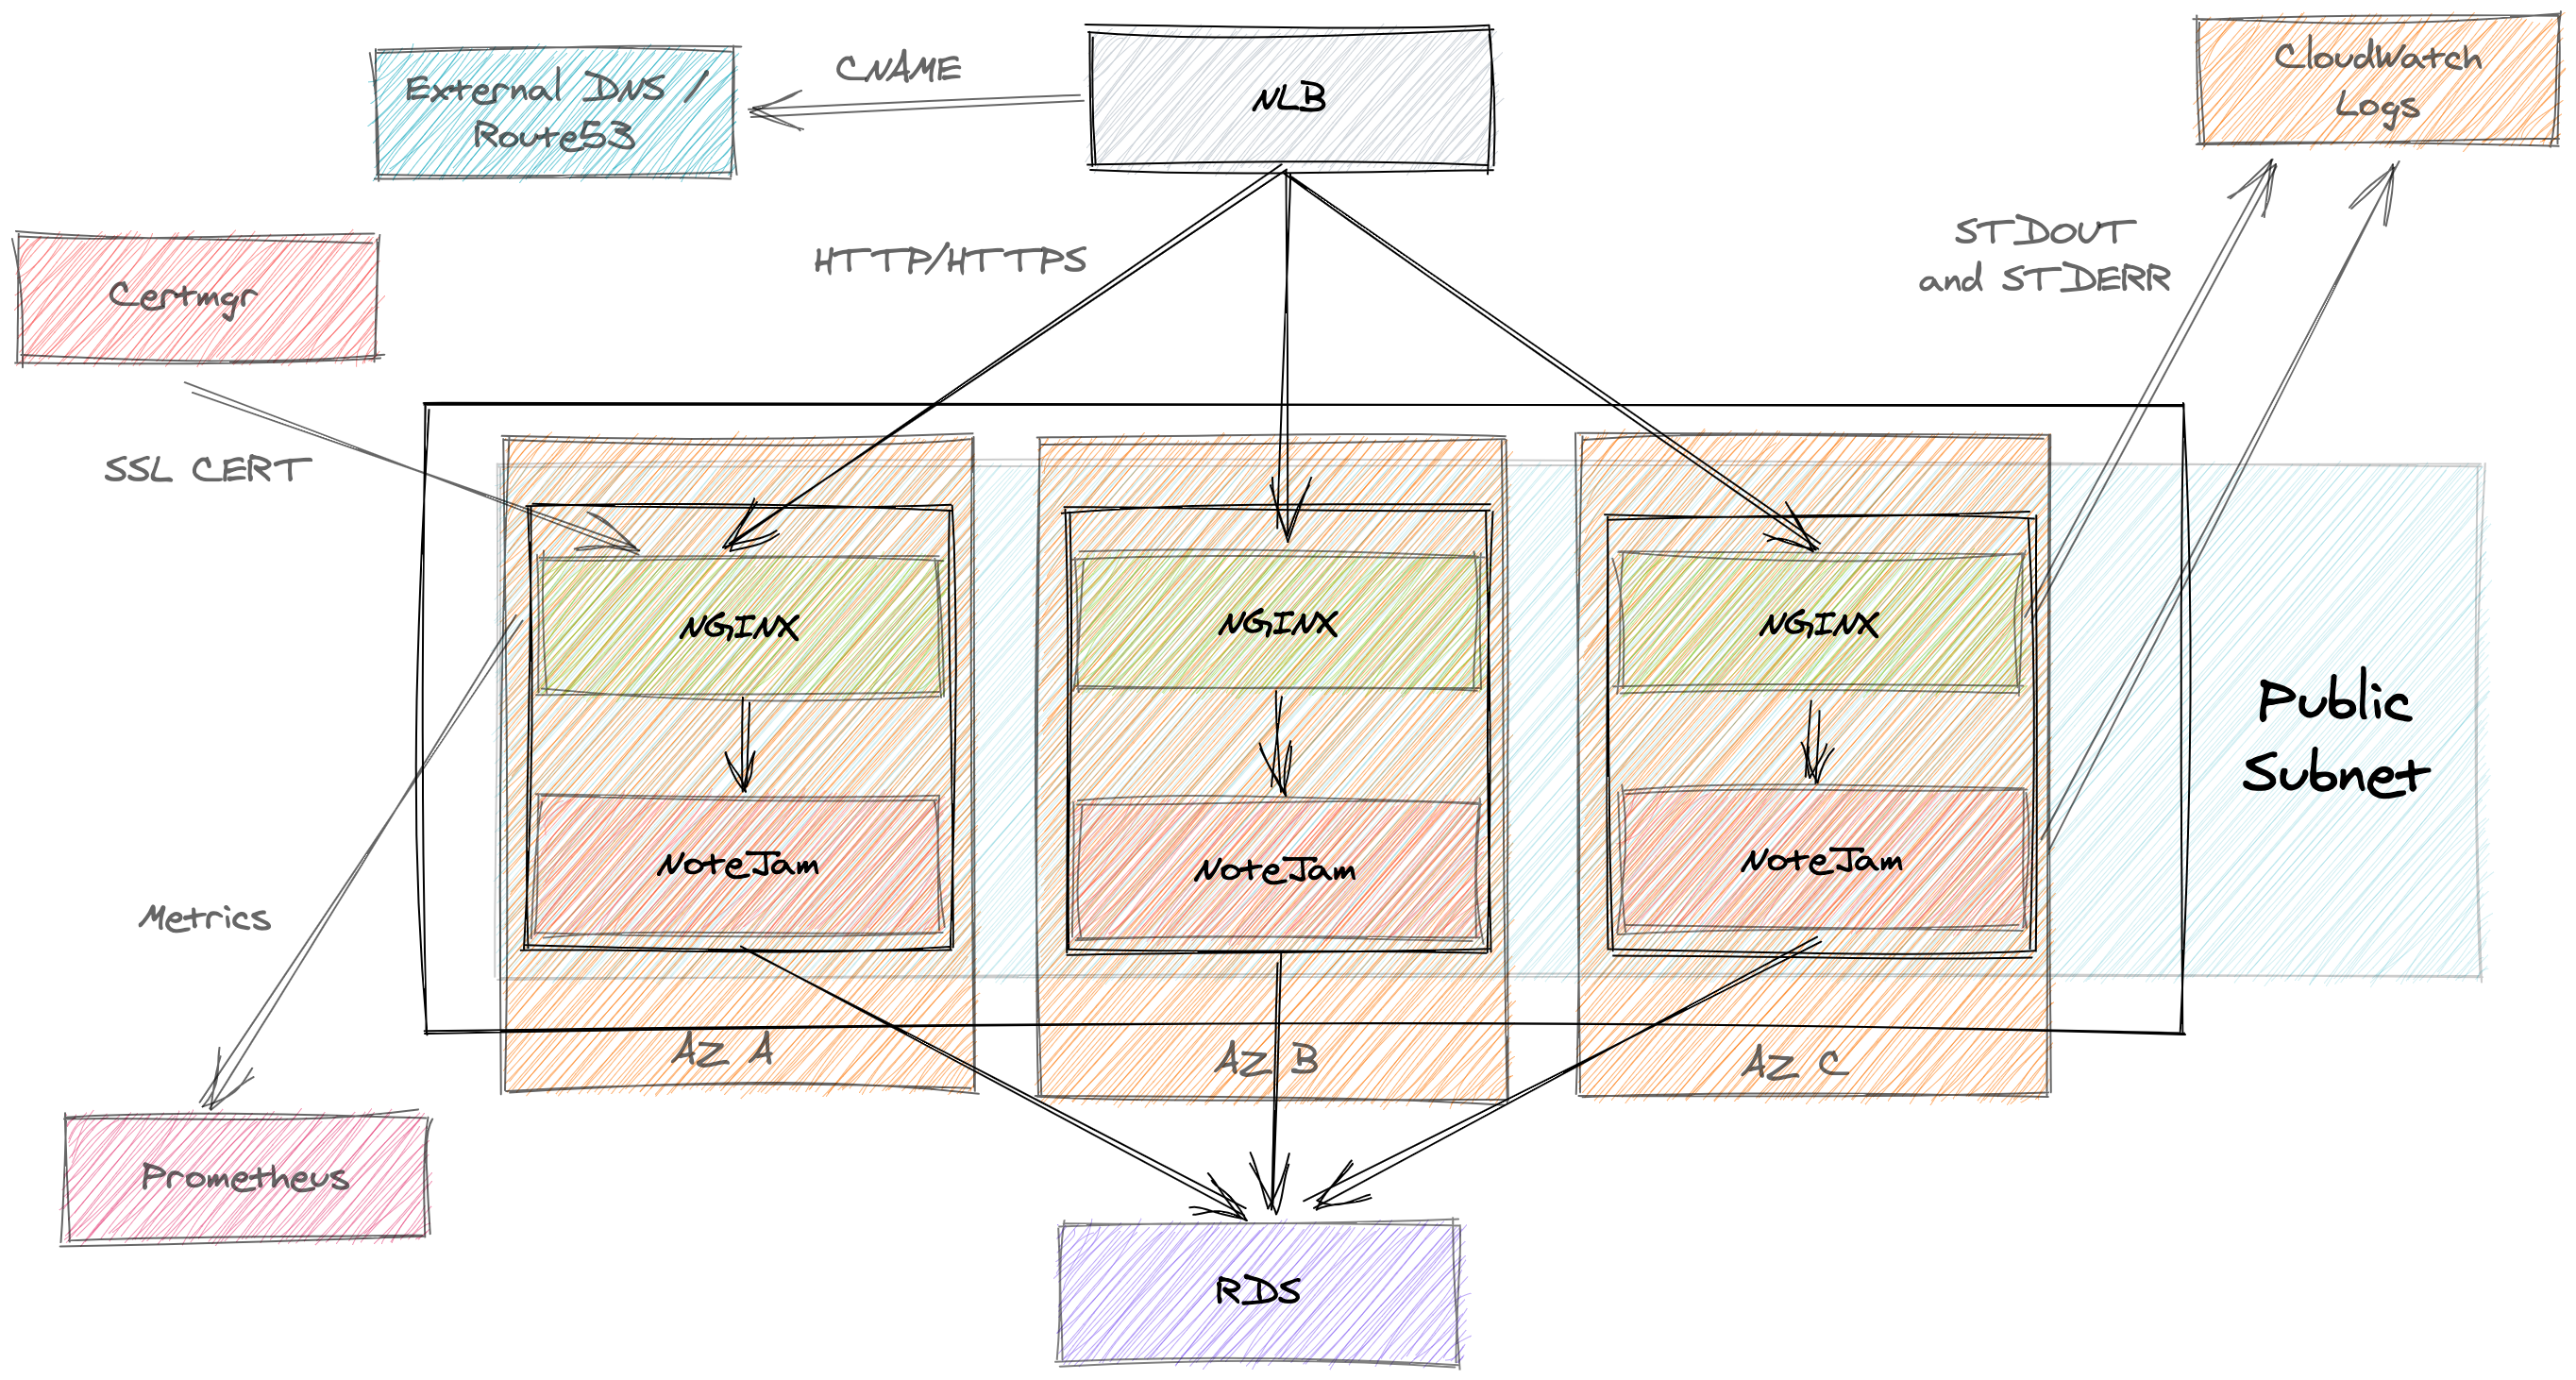 External DNS /
Route53
CNAME
NLB
CloudWatch
Logs
Certmgr
HTTP/HTTPS
STDOUT
and STDERR
SSL CERT
NGINX
NGINX
NGINX
Public
Subnet
NoteJam
NoteJam
NoteJam
Metrics
AZ A
AZ B
AZ C
Prometheus
RDS